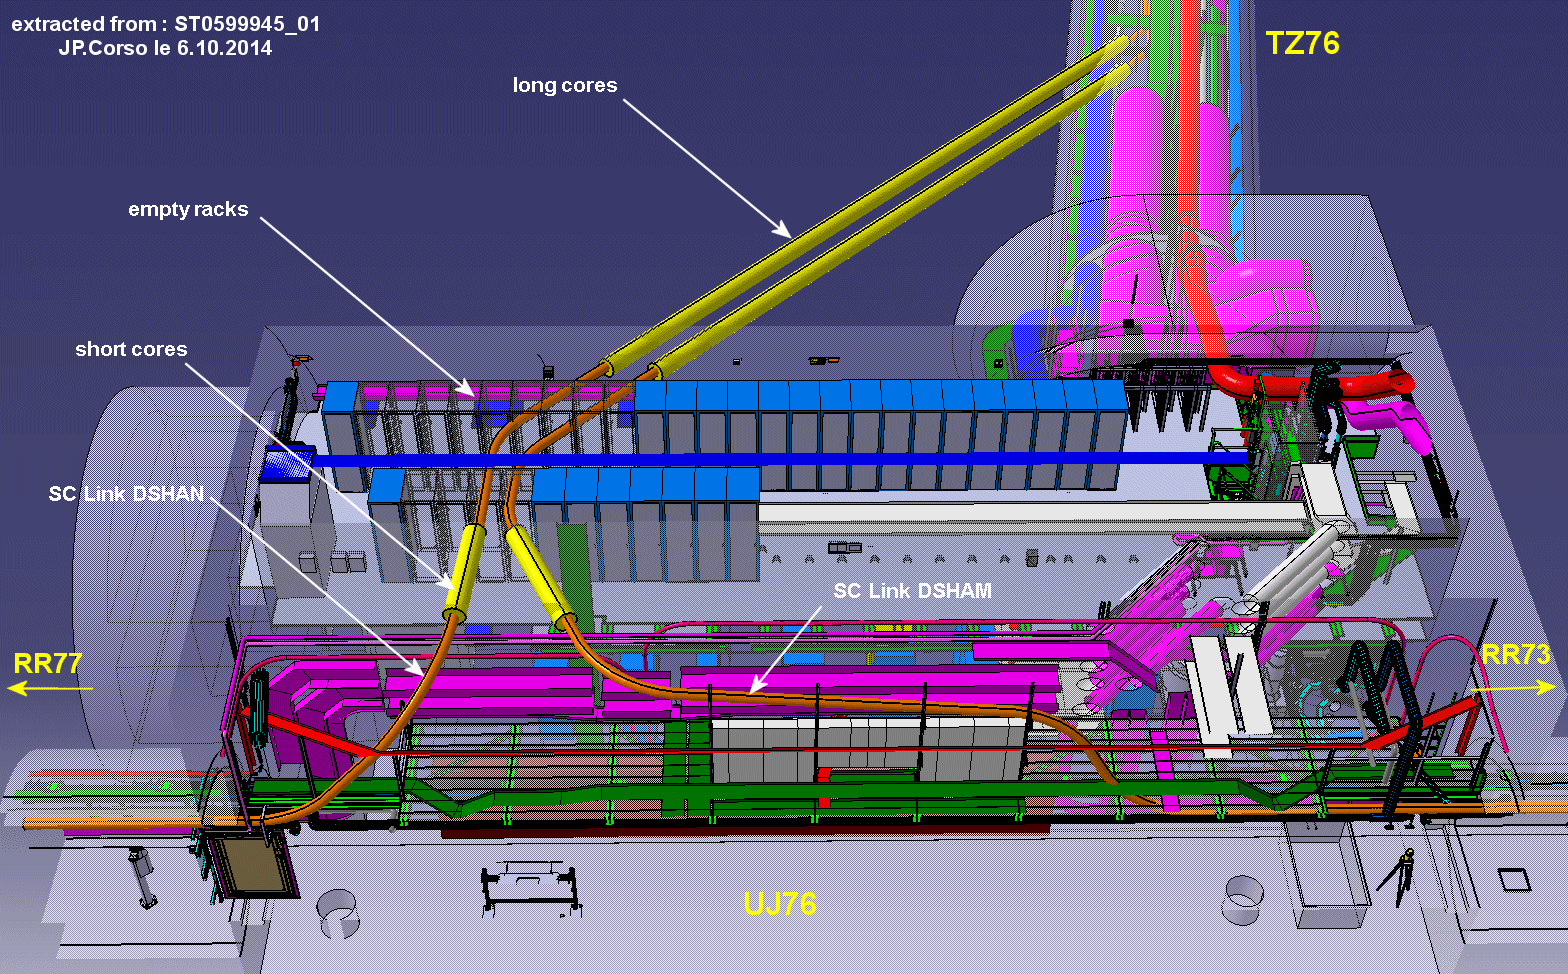 extracted from : ST0599945_01
JP.Corso le 6.10.2014
TZ76
long cores
empty racks
short cores
SC Link DSHAN
SC Link DSHAM
RR77
RR73
UJ76